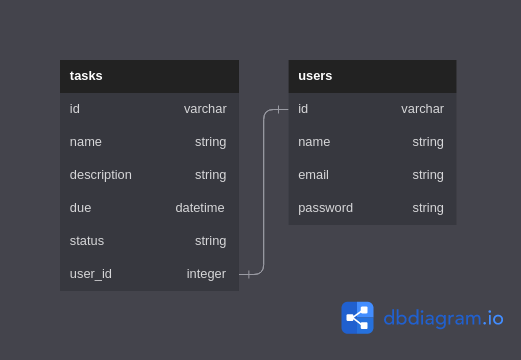 tasks
id varchar
name string
description string
due datetime
status string
user_id integer
users
id varchar
name string
email string
password string
dbdiagram.io